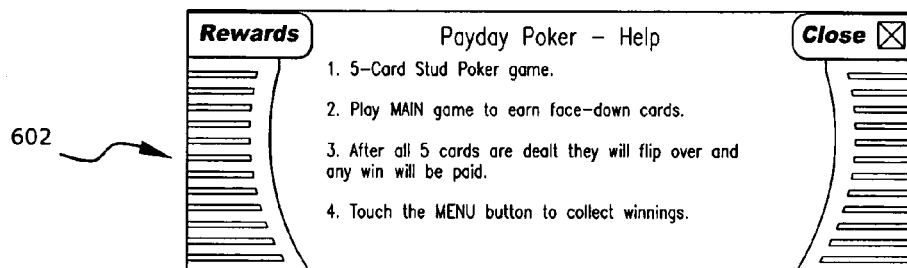 Rewards
Payday Poker – Help
Close
1. 5–Card Stud Poker game.
2. Play MAIN game to earn face–down cards.
3. After all 5 cards are dealt they will flip over and
any win will be paid.
4. Touch the MENU button to collect winnings.
602